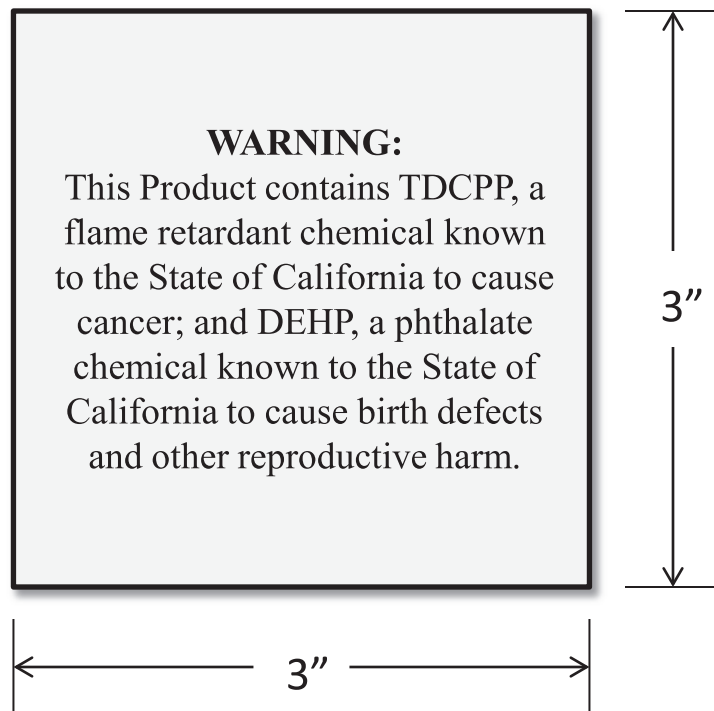 WARNING:
This Product contains TDCPP, a
flame retardant chemical known
to the State of California to cause
cancer; and DEHP, a phthalate
chemical known to the State of
California to cause birth defects
and other reproductive harm.
3”
3”